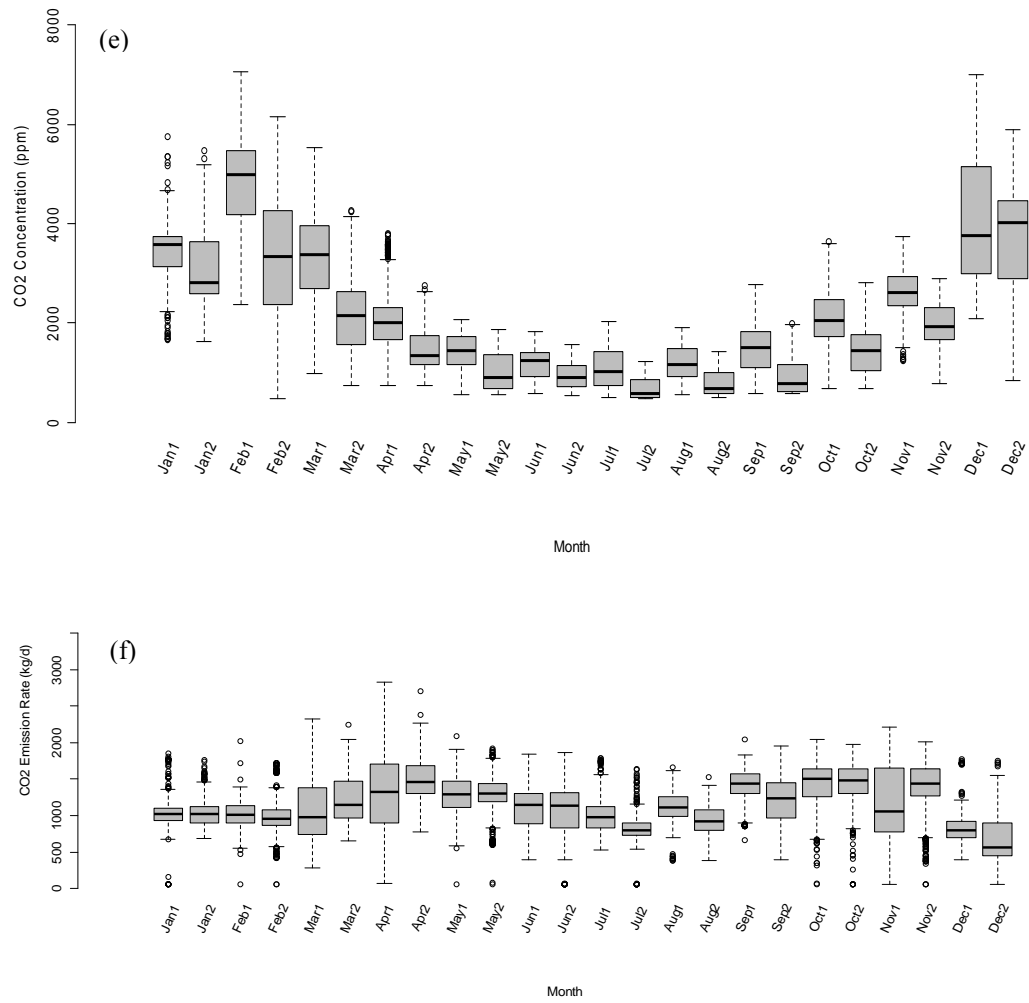 (e)
CO2 Concentration (ppm)
8000
6000
4000
2000
0
Jan1 Jan2 Feb1 Feb2 Mar1 Mar2 Apr1 Apr2 May1 May2 Jun1 Jun2 Jul1 Jul2 Aug1 Aug2 Sep1 Sep2 Oct1 Oct2 Nov1 Nov2 Dec1 Dec2
Month
(f)
CO2 Emission Rate (kg/d)
3000
2000
1000
500
0
Jan1 Jan2 Feb1 Feb2 Mar1 Mar2 Apr1 Apr2 May1 May2 Jun1 Jun2 Jul1 Jul2 Aug1 Aug2 Sep1 Sep2 Oct1 Oct2 Nov1 Nov2 Dec1 Dec2
Month